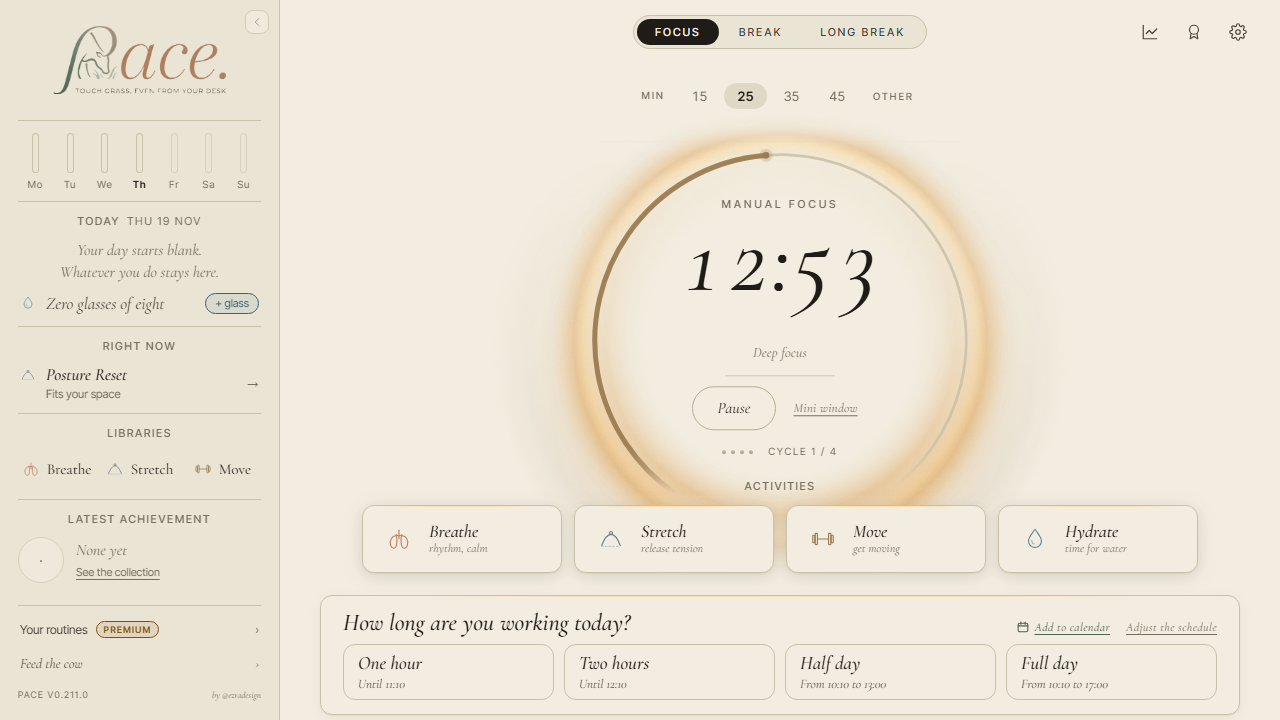 Pace.
TOUCH GRASS. EVEN FROM YOUR DESK
Mo Tu We Th Fr Sa Su
TODAY THU 19 NOV
Your day starts blank.
Whatever you do stays here.
Zero glasses of eight
+ glass
RIGHT NOW
Posture Reset
Fits your space
→
LIBRARIES
Breathe Stretch Move
LATEST ACHIEVEMENT
None yet
See the collection
Your routines PREMIUM ›
Feed the cow ›
PACE V0.211.0 by @ezradesign
FOCUS BREAK LONG BREAK
MIN 15 25 35 45 OTHER
MANUAL FOCUS
12:53
Deep focus
Pause Mini window
CYCLE 1 / 4
ACTIVITIES
Breathe
rhythm, calm
Stretch
release tension
Move
get moving
Hydrate
time for water
How long are you working today?
Add to calendar Adjust the schedule
One hour
Until 11:10
Two hours
Until 12:10
Half day
From 10:10 to 13:00
Full day
From 10:10 to 17:00